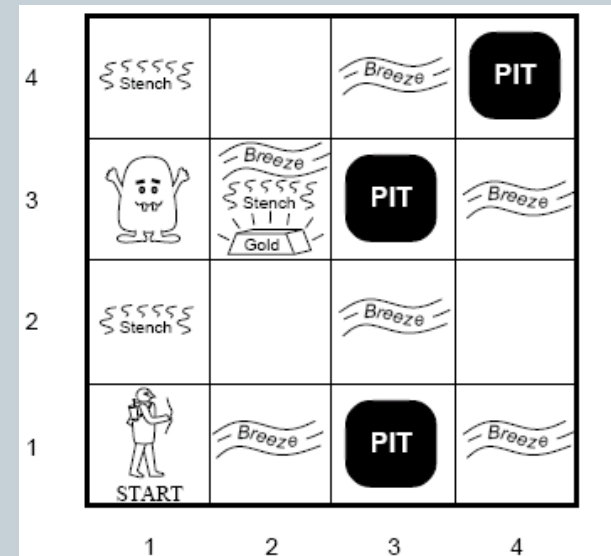 4
Stench
Breeze
PIT
3
Breeze
Stench
Gold
PIT
Breeze
2
Stench
Breeze
1
START
Breeze
PIT
Breeze
1 2 3 4